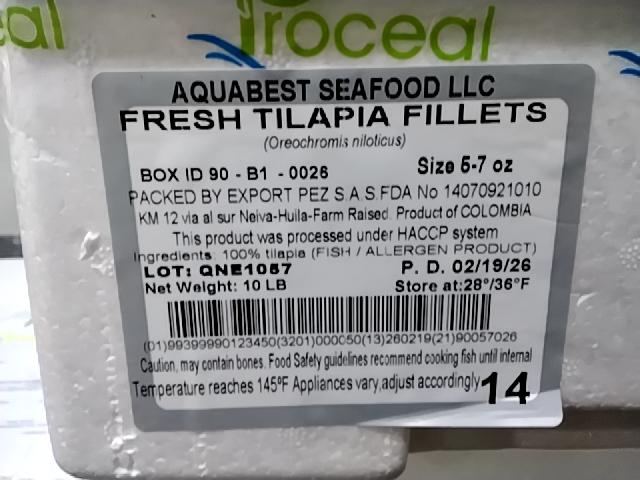 eal
Proceal
AQUABEST SEAFOOD LLC
FRESH TILAPIA FILLETS
(Oreochromis niloticus)
BOX ID 90 - B1 - 0026 Size 5-7 oz
PACKED BY EXPORT PEZ S.A.S.FDA No 14070921010
KM 12 via al sur Neiva-Huila-Farm Raised. Product of COLOMBIA
This product was processed under HACCP system
Ingredients: 100% tilapia (FISH / ALLERGEN PRODUCT)
LOT: QNE1057 P. D. 02/19/26
Net Weight: 10 LB Store at:28°/36°F
(01)99399990123450(3201)000050(13)260219(21)90057026
Caution, may contain bones. Food Safety guidelines recommend cooking fish until internal
Temperature reaches 145ºF Appliances vary,adjust accordingly 14